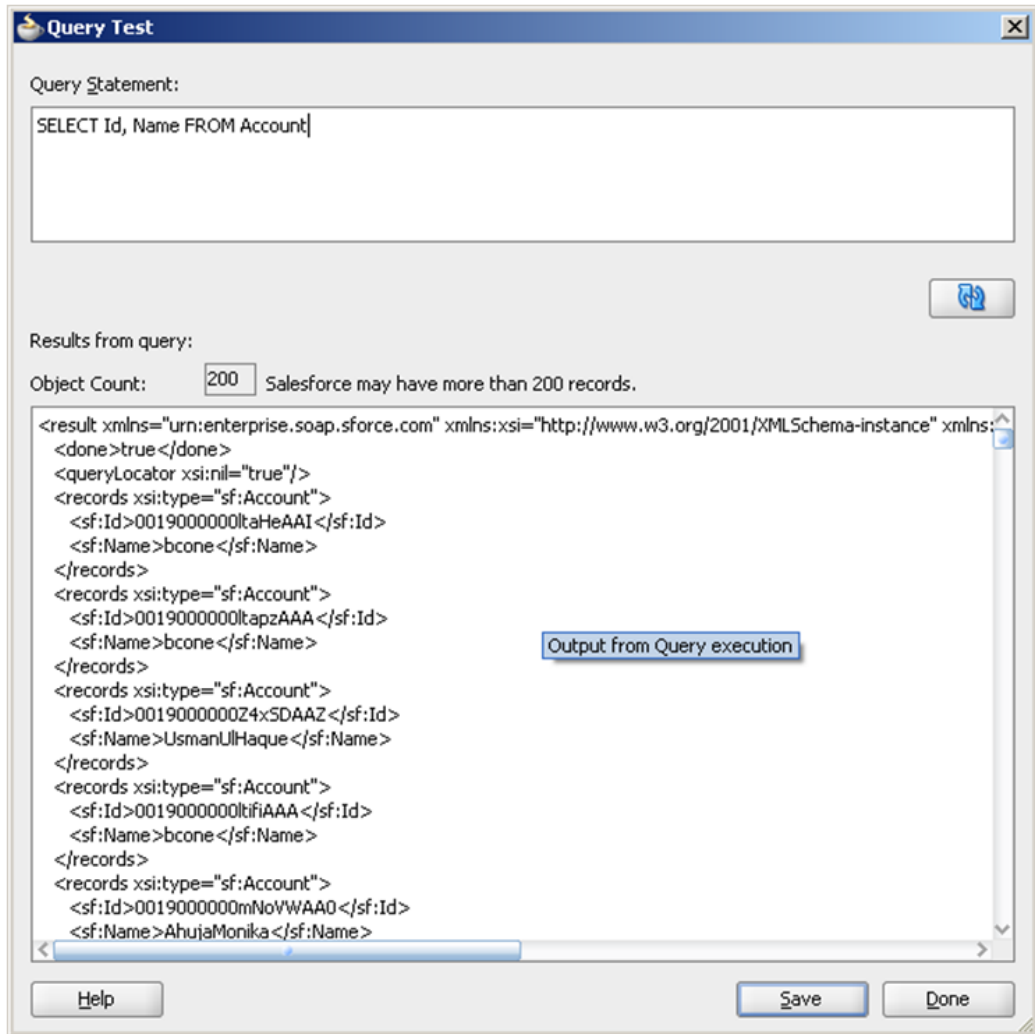 Query Test
Query Statement:
SELECT Id, Name FROM Account
Results from query:
Object Count: 200 Salesforce may have more than 200 records.
<result xmlns="urn:enterprise.soap.sforce.com" xmlns:xsi="http://www.w3.org/2001/XMLSchema-instance" xmlns:
<done>true</done>
<queryLocator xsi:nil="true"/>
<records xsi:type="sf:Account">
<sf:Id>0019000000ltaHeAAI</sf:Id>
<sf:Name>bcone</sf:Name>
</records>
<records xsi:type="sf:Account">
<sf:Id>0019000000ltapzAAA</sf:Id>
<sf:Name>bcone</sf:Name>
</records>
<records xsi:type="sf:Account">
<sf:Id>0019000000Z4xSDAAZ</sf:Id>
<sf:Name>UsmanUlHaque</sf:Name>
</records>
<records xsi:type="sf:Account">
<sf:Id>0019000000ltifiAAA</sf:Id>
<sf:Name>bcone</sf:Name>
</records>
<records xsi:type="sf:Account">
<sf:Id>0019000000mNoVWAA0</sf:Id>
<sf:Name>AhujaMonika</sf:Name>
Output from Query execution
Help
Save
Done